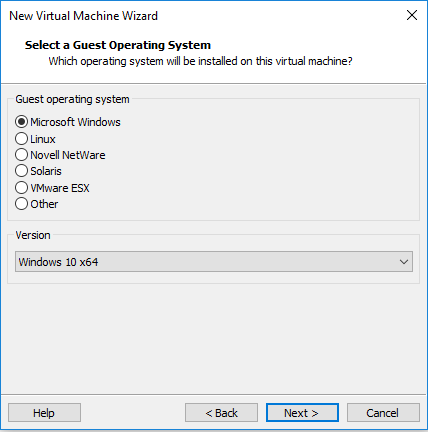 New Virtual Machine Wizard
Select a Guest Operating System
Which operating system will be installed on this virtual machine?
Guest operating system
Microsoft Windows
Linux
Novell NetWare
Solaris
VMware ESX
Other
Version
Windows 10 x64
Help
< Back
Next >
Cancel